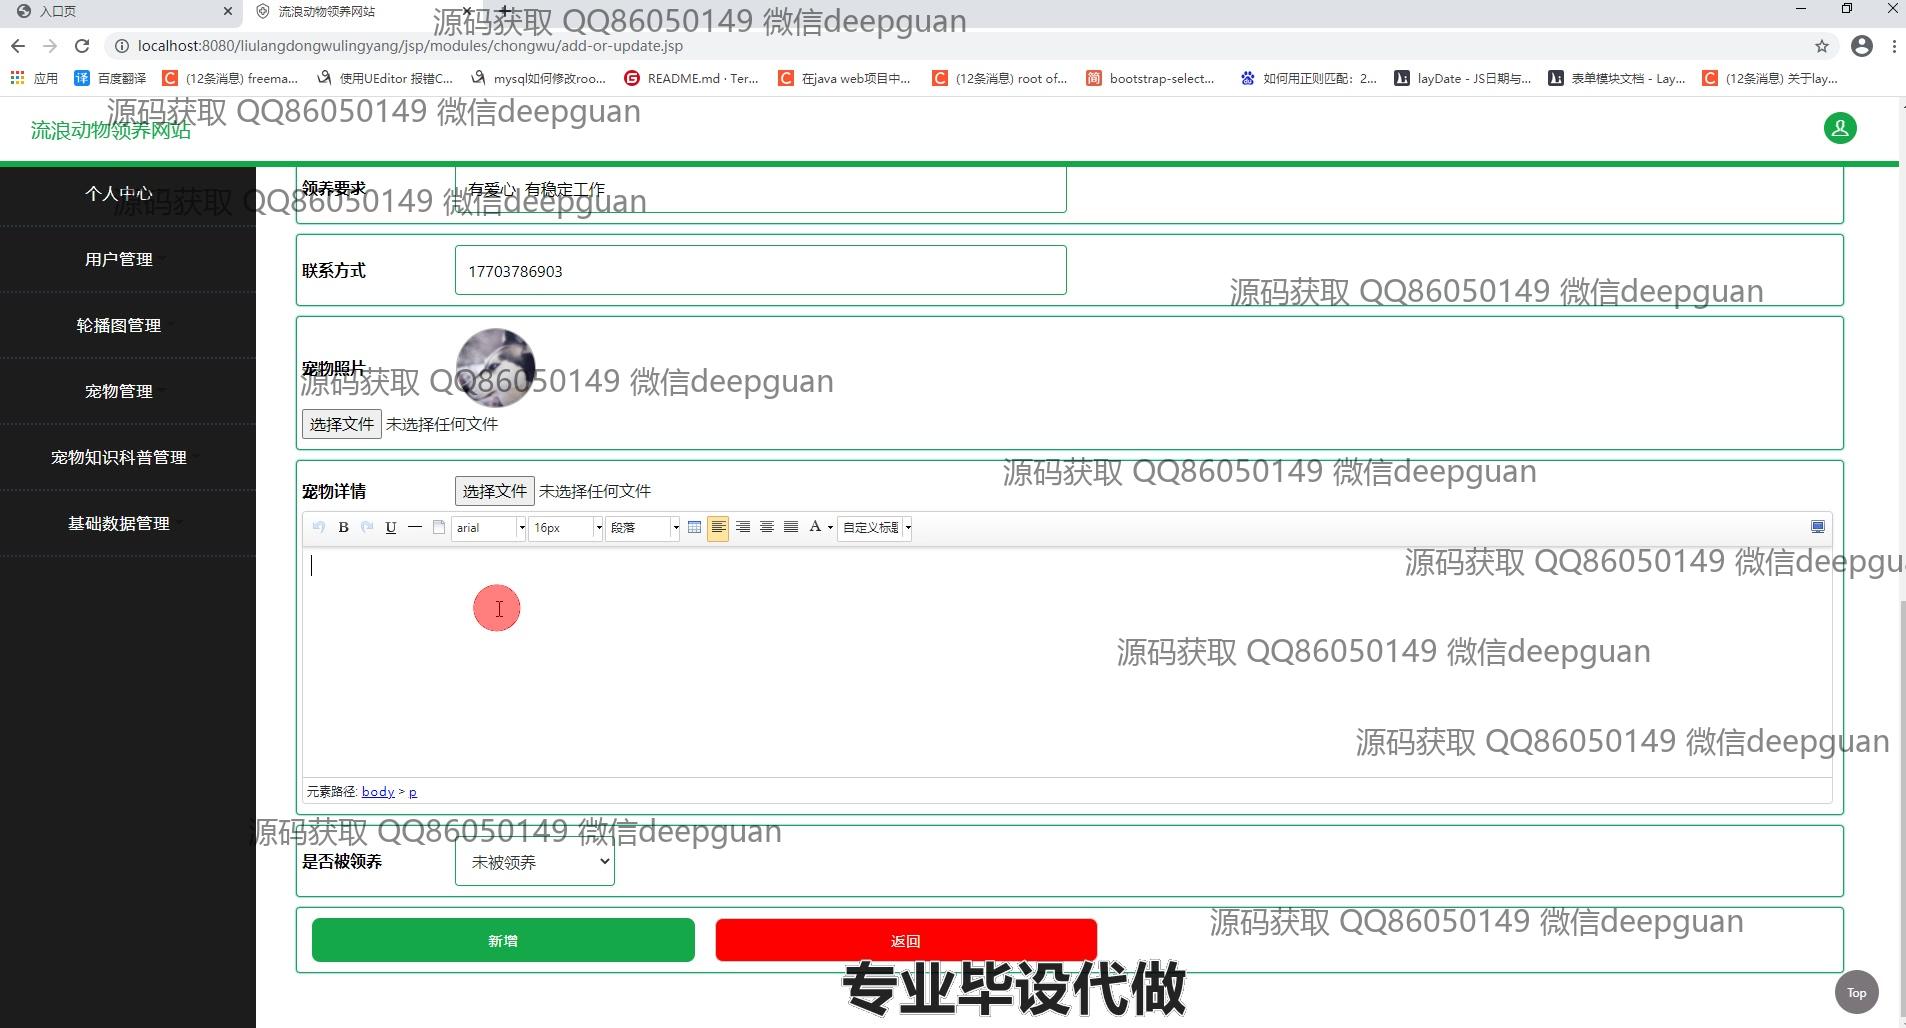 入口页
流浪动物领养网站
源码获取 QQ86050149 微信deepguan
localhost:8080/liulangdongwulingyang/jsp/modules/chongwu/add-or-update.jsp
应用
百度翻译
(12条消息) freema...
使用UEditor 报错C...
mysql如何修改roo...
README.md · Ter...
在java web项目中...
(12条消息) root of...
bootstrap-select...
如何用正则匹配：2...
layDate - JS日期与...
表单模块文档 - Lay...
(12条消息) 关于lay...
源码获取 QQ86050149 微信deepguan
流浪动物领养网站
个人中心
领养要求
有爱心 有稳定工作
源码获取 QQ86050149 微信deepguan
用户管理
联系方式
17703786903
源码获取 QQ86050149 微信deepguan
轮播图管理
宠物照片
源码获取 QQ86050149 微信deepguan
宠物管理
选择文件 未选择任何文件
宠物知识科普管理
源码获取 QQ86050149 微信deepguan
宠物详情
选择文件 未选择任何文件
基础数据管理
B U arial 16px 段落 A 自定义标题
源码获取 QQ86050149 微信deepgu
源码获取 QQ86050149 微信deepguan
源码获取 QQ86050149 微信deepguan
元素路径: body > p
源码获取 QQ86050149 微信deepguan
是否被领养
未被领养
源码获取 QQ86050149 微信deepguan
新增
返回
专业毕设代做
Top